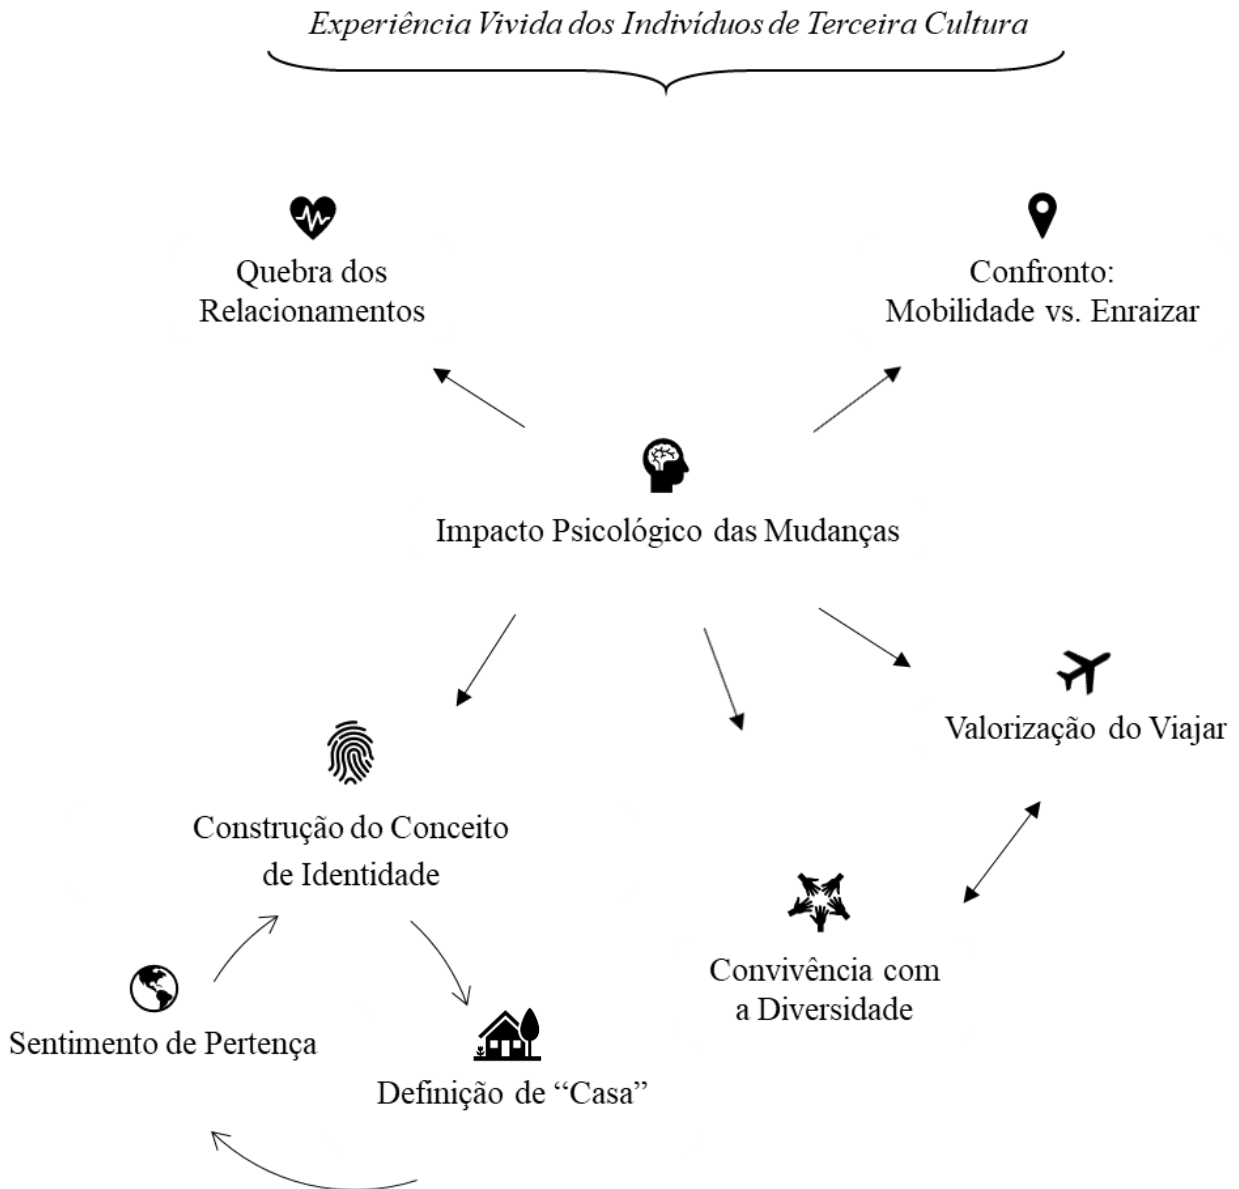 Experiência Vivida dos Indivíduos de Terceira Cultura
Quebra dos
Relacionamentos
Confronto:
Mobilidade vs. Enraizar
Impacto Psicológico das Mudanças
Valorização do Viajar
Construção do Conceito
de Identidade
Convivência com
a Diversidade
Sentimento de Pertença
Definição de “Casa”